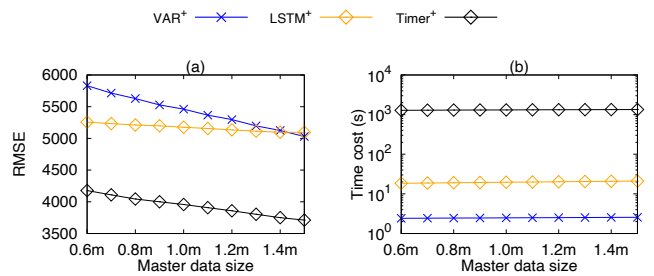 VAR+ LSTM+ Timer+
(a)
6000
5500
5000
4500
4000
3500
RMSE
0.6m 0.8m 1.0m 1.2m 1.4m
Master data size
(b)
10^4
10^3
10^2
10^1
10^0
Time cost (s)
0.6m 0.8m 1.0m 1.2m 1.4m
Master data size